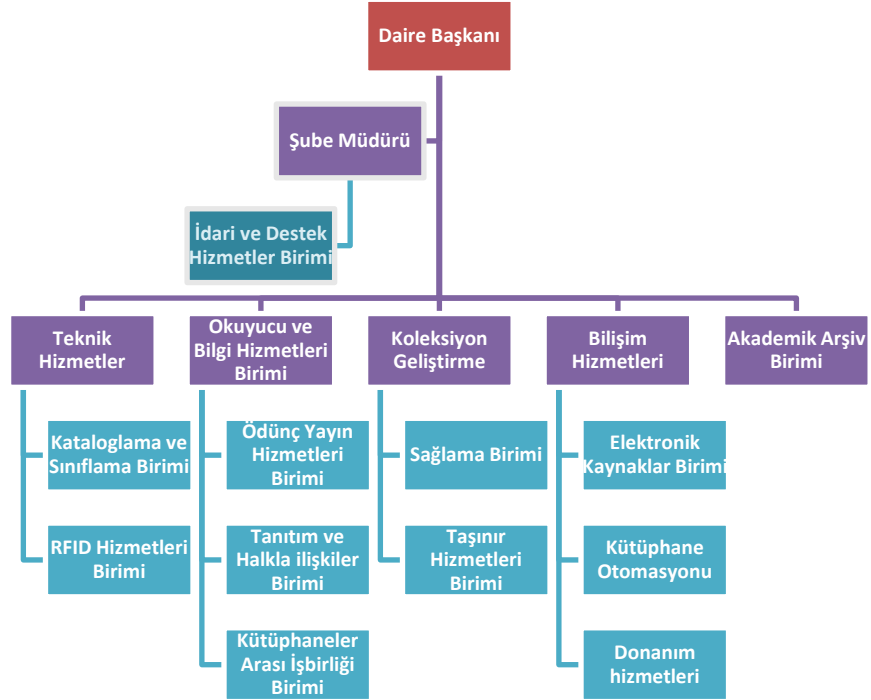 Daire Başkanı
Şube Müdürü
İdari ve Destek
Hizmetler Birimi
Teknik
Hizmetler
Okuyucu ve
Bilgi Hizmetleri
Birimi
Koleksiyon
Geliştirme
Bilişim
Hizmetleri
Akademik Arşiv
Birimi
Kataloglama ve
Sınıflama Birimi
RFID Hizmetleri
Birimi
Ödünç Yayın
Hizmetleri
Birimi
Tanıtım ve
Halkla ilişkiler
Birimi
Kütüphaneler
Arası İşbirliği
Birimi
Sağlama Birimi
Taşınır
Hizmetleri
Birimi
Elektronik
Kaynaklar Birimi
Kütüphane
Otomasyonu
Donanım
hizmetleri